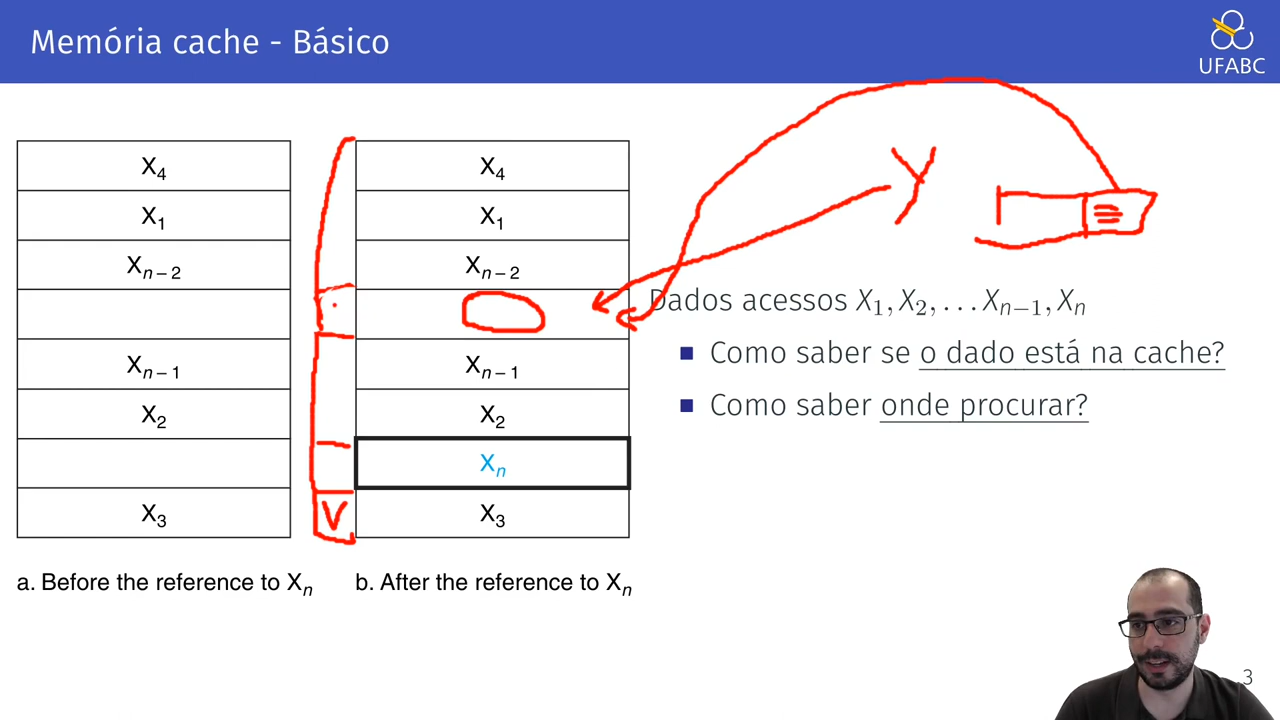 Memória cache - Básico
UFABC
X4
X1
Xn−2
Xn−1
X2
X3
a. Before the reference to Xn
X4
X1
Xn−2
Xn−1
X2
Xn
X3
V
b. After the reference to Xn
Y
Dados acessos X1, X2, . . . Xn−1, Xn
Como saber se o dado está na cache?
Como saber onde procurar?
3